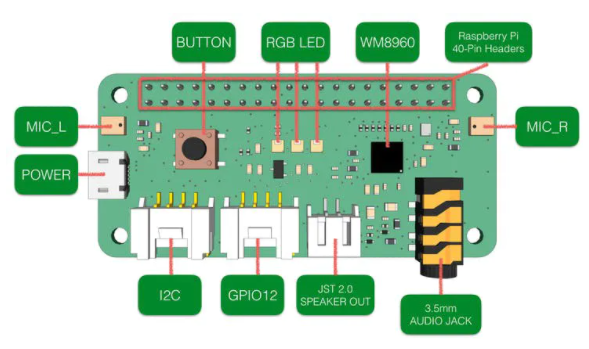 BUTTON
RGB LED
WM8960
Raspberry Pi
40-Pin Headers
MIC_L
MIC_R
POWER
I2C
GPIO12
JST 2.0
SPEAKER OUT
3.5mm
AUDIO JACK